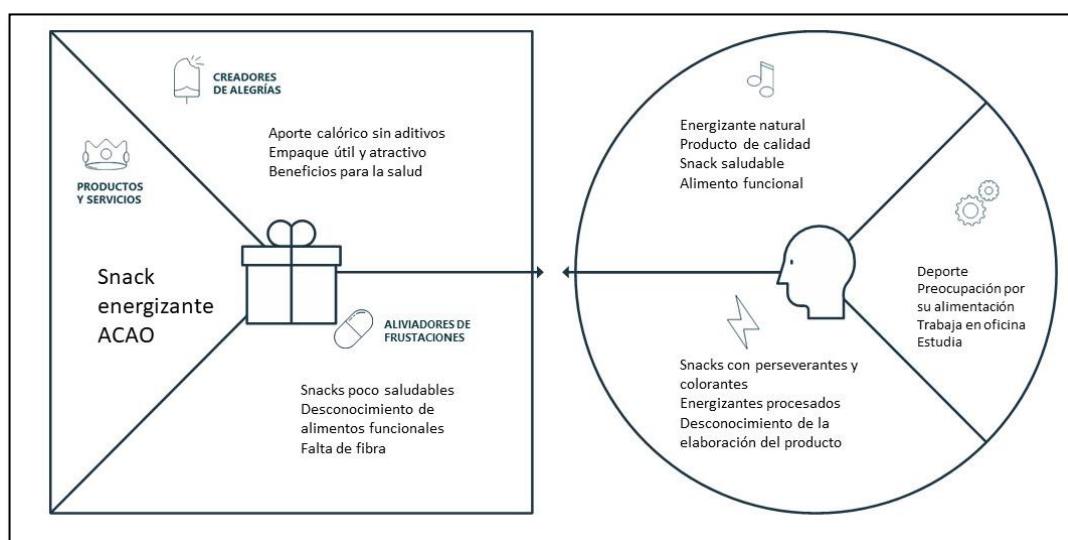 CREADORES
DE ALEGRÍAS
Aporte calórico sin aditivos
Empaque útil y atractivo
Beneficios para la salud
PRODUCTOS
Y SERVICIOS
Snack
energizante
ACAO
ALIVIADORES DE
FRUSTACIONES
Snacks poco saludables
Desconocimiento de
alimentos funcionales
Falta de fibra
Energizante natural
Producto de calidad
Snack saludable
Alimento funcional
Deporte
Preocupación por
su alimentación
Trabaja en oficina
Estudia
Snacks con perseverantes y
colorantes
Energizantes procesados
Desconocimiento de la
elaboración del producto